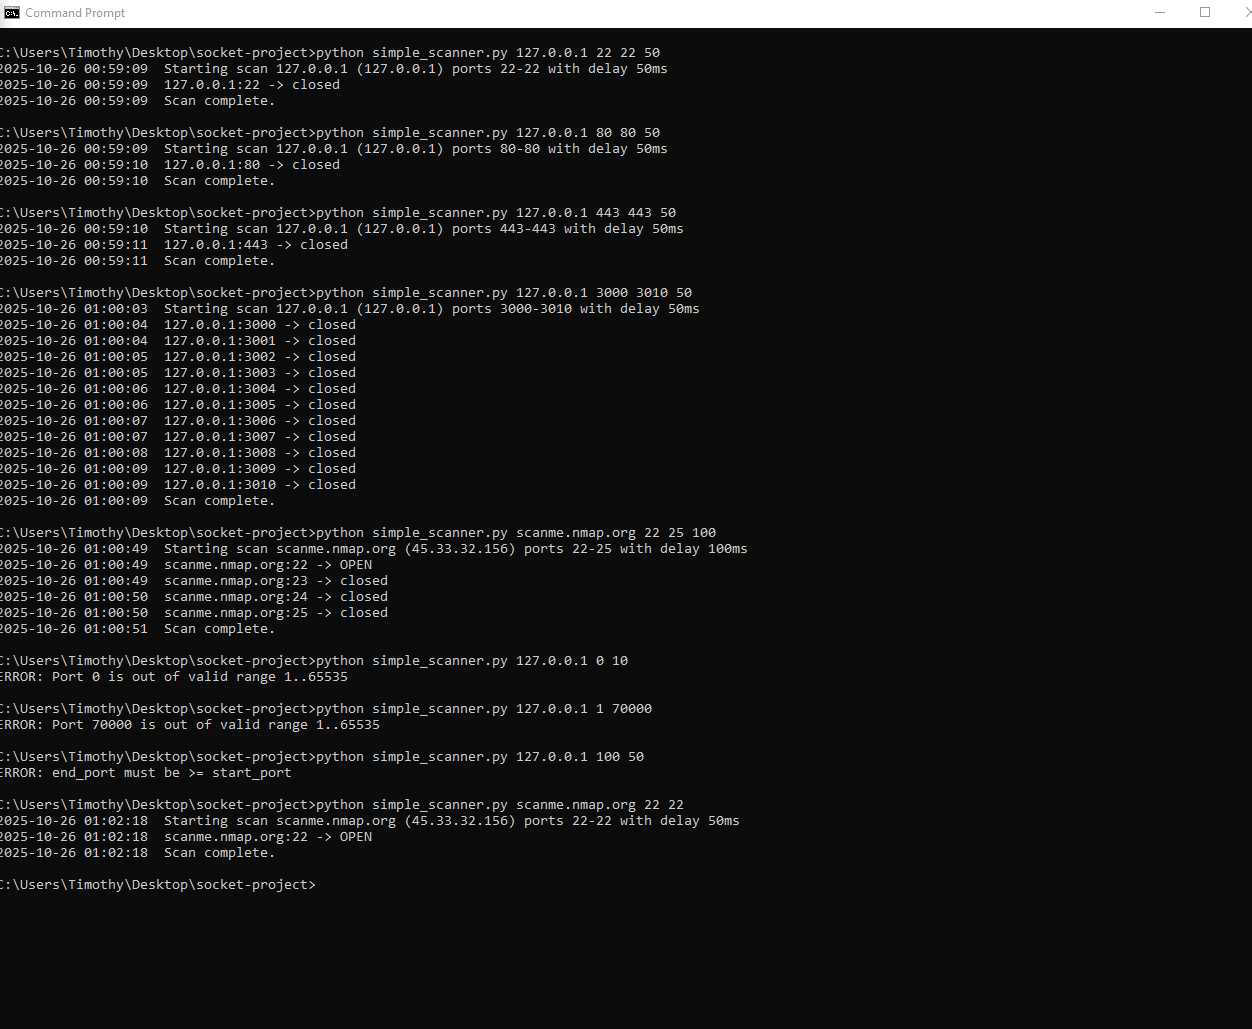 Command Prompt
C:\Users\Timothy\Desktop\socket-project>python simple_scanner.py 127.0.0.1 22 22 50
2025-10-26 00:59:09  Starting scan 127.0.0.1 (127.0.0.1) ports 22-22 with delay 50ms
2025-10-26 00:59:09  127.0.0.1:22 -> closed
2025-10-26 00:59:09  Scan complete.
C:\Users\Timothy\Desktop\socket-project>python simple_scanner.py 127.0.0.1 80 80 50
2025-10-26 00:59:09  Starting scan 127.0.0.1 (127.0.0.1) ports 80-80 with delay 50ms
2025-10-26 00:59:10  127.0.0.1:80 -> closed
2025-10-26 00:59:10  Scan complete.
C:\Users\Timothy\Desktop\socket-project>python simple_scanner.py 127.0.0.1 443 443 50
2025-10-26 00:59:10  Starting scan 127.0.0.1 (127.0.0.1) ports 443-443 with delay 50ms
2025-10-26 00:59:11  127.0.0.1:443 -> closed
2025-10-26 00:59:11  Scan complete.
C:\Users\Timothy\Desktop\socket-project>python simple_scanner.py 127.0.0.1 3000 3010 50
2025-10-26 01:00:03  Starting scan 127.0.0.1 (127.0.0.1) ports 3000-3010 with delay 50ms
2025-10-26 01:00:04  127.0.0.1:3000 -> closed
2025-10-26 01:00:04  127.0.0.1:3001 -> closed
2025-10-26 01:00:05  127.0.0.1:3002 -> closed
2025-10-26 01:00:05  127.0.0.1:3003 -> closed
2025-10-26 01:00:06  127.0.0.1:3004 -> closed
2025-10-26 01:00:06  127.0.0.1:3005 -> closed
2025-10-26 01:00:07  127.0.0.1:3006 -> closed
2025-10-26 01:00:07  127.0.0.1:3007 -> closed
2025-10-26 01:00:08  127.0.0.1:3008 -> closed
2025-10-26 01:00:09  127.0.0.1:3009 -> closed
2025-10-26 01:00:09  127.0.0.1:3010 -> closed
2025-10-26 01:00:09  Scan complete.
C:\Users\Timothy\Desktop\socket-project>python simple_scanner.py scanme.nmap.org 22 25 100
2025-10-26 01:00:49  Starting scan scanme.nmap.org (45.33.32.156) ports 22-25 with delay 100ms
2025-10-26 01:00:49  scanme.nmap.org:22 -> OPEN
2025-10-26 01:00:49  scanme.nmap.org:23 -> closed
2025-10-26 01:00:50  scanme.nmap.org:24 -> closed
2025-10-26 01:00:50  scanme.nmap.org:25 -> closed
2025-10-26 01:00:51  Scan complete.
C:\Users\Timothy\Desktop\socket-project>python simple_scanner.py 127.0.0.1 0 10
ERROR: Port 0 is out of valid range 1..65535
C:\Users\Timothy\Desktop\socket-project>python simple_scanner.py 127.0.0.1 1 70000
ERROR: Port 70000 is out of valid range 1..65535
C:\Users\Timothy\Desktop\socket-project>python simple_scanner.py 127.0.0.1 100 50
ERROR: end_port must be >= start_port
C:\Users\Timothy\Desktop\socket-project>python simple_scanner.py scanme.nmap.org 22 22
2025-10-26 01:02:18  Starting scan scanme.nmap.org (45.33.32.156) ports 22-22 with delay 50ms
2025-10-26 01:02:18  scanme.nmap.org:22 -> OPEN
2025-10-26 01:02:18  Scan complete.
C:\Users\Timothy\Desktop\socket-project>